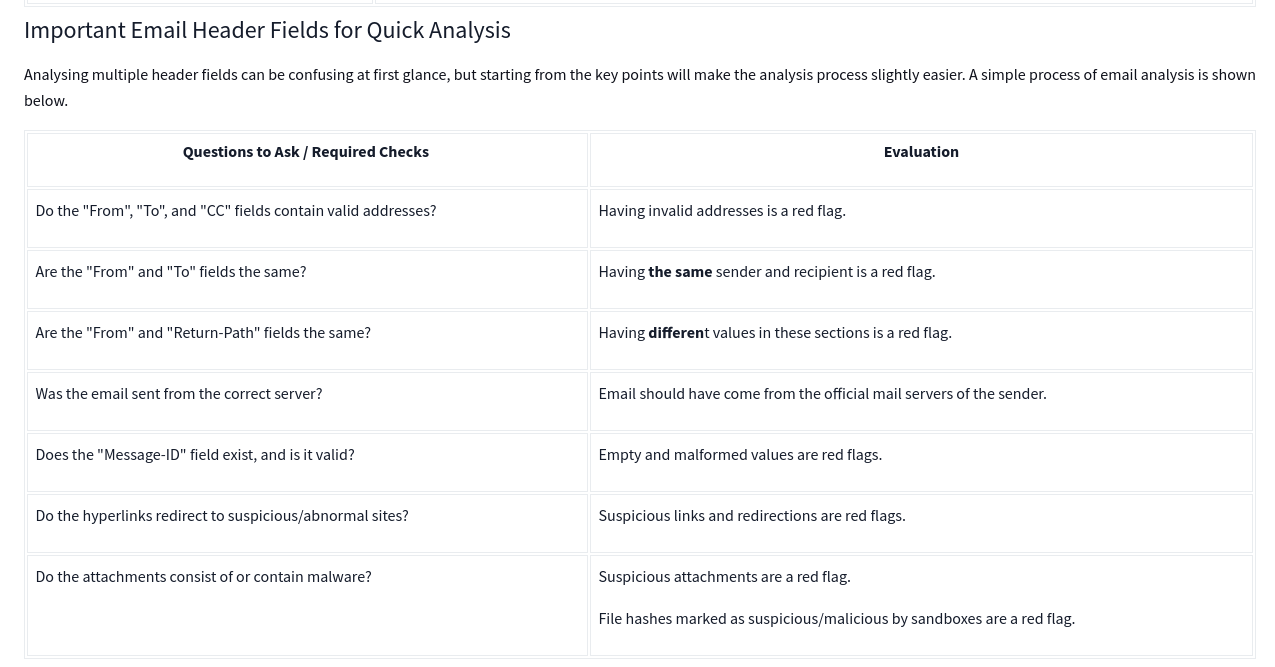 Important Email Header Fields for Quick Analysis
Analysing multiple header fields can be confusing at first glance, but starting from the key points will make the analysis process slightly easier. A simple process of email analysis is shown
below.
Questions to Ask / Required Checks
Evaluation
Do the "From", "To", and "CC" fields contain valid addresses?
Having invalid addresses is a red flag.
Are the "From" and "To" fields the same?
Having the same sender and recipient is a red flag.
Are the "From" and "Return-Path" fields the same?
Having different values in these sections is a red flag.
Was the email sent from the correct server?
Email should have come from the official mail servers of the sender.
Does the "Message-ID" field exist, and is it valid?
Empty and malformed values are red flags.
Do the hyperlinks redirect to suspicious/abnormal sites?
Suspicious links and redirections are red flags.
Do the attachments consist of or contain malware?
Suspicious attachments are a red flag.
File hashes marked as suspicious/malicious by sandboxes are a red flag.